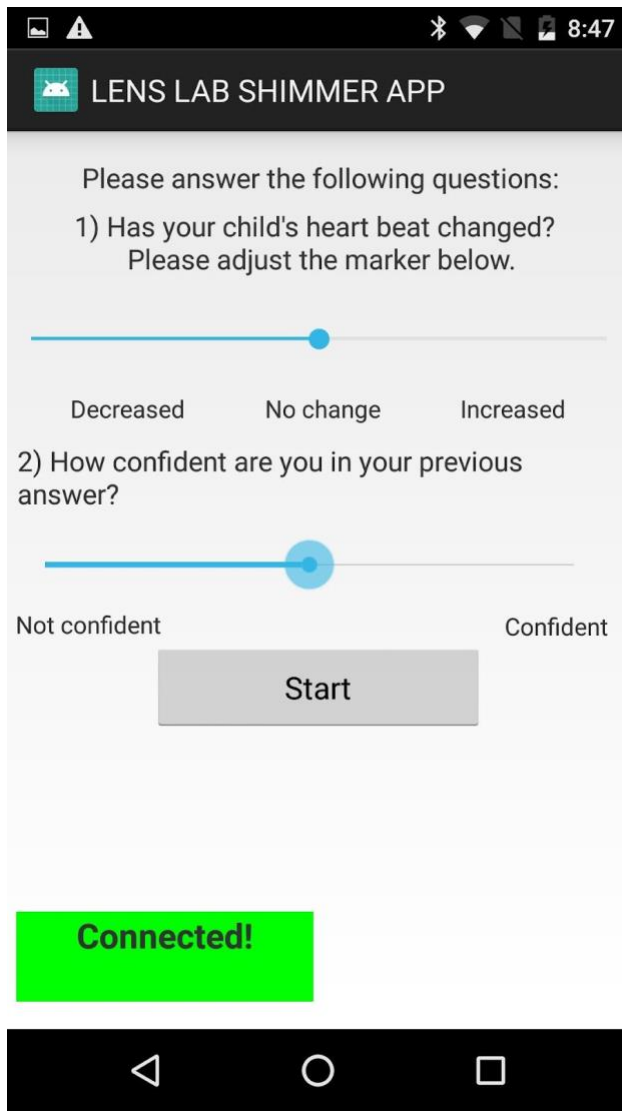 8:47
LENS LAB SHIMMER APP
Please answer the following questions:
1) Has your child's heart beat changed?
Please adjust the marker below.
Decreased No change Increased
2) How confident are you in your previous
answer?
Not confident Confident
Start
Connected!